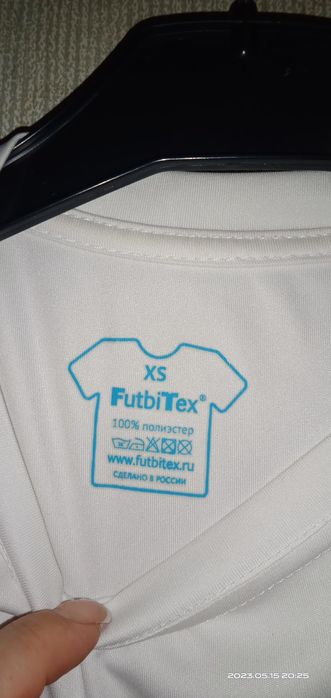 XS
FutbiTex®
100% полиэстер
www.futbitex.ru
СДЕЛАНО В РОССИИ
2023.05.15 20:25